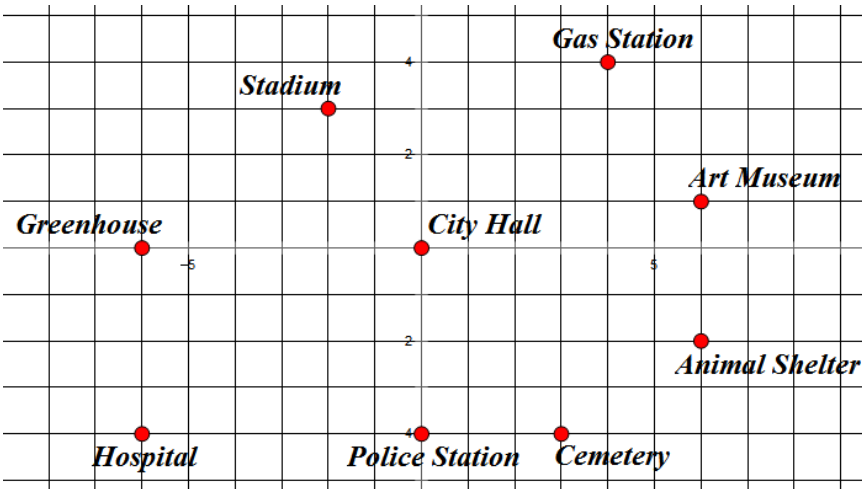 Gas Station
4
Stadium
2
Art Museum
Greenhouse
City Hall
-5
5
2
Animal Shelter
4
Hospital
Police Station
Cemetery